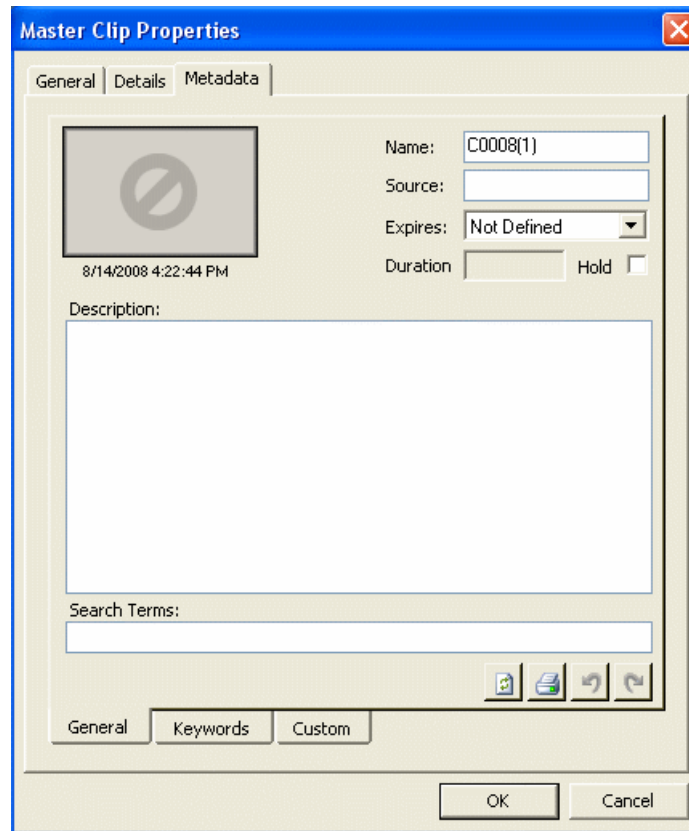 Master Clip Properties
General Details Metadata
Name: C0008(1)
Source:
Expires: Not Defined
Duration Hold
8/14/2008 4:22:44 PM
Description:
Search Terms:
General Keywords Custom
OK Cancel